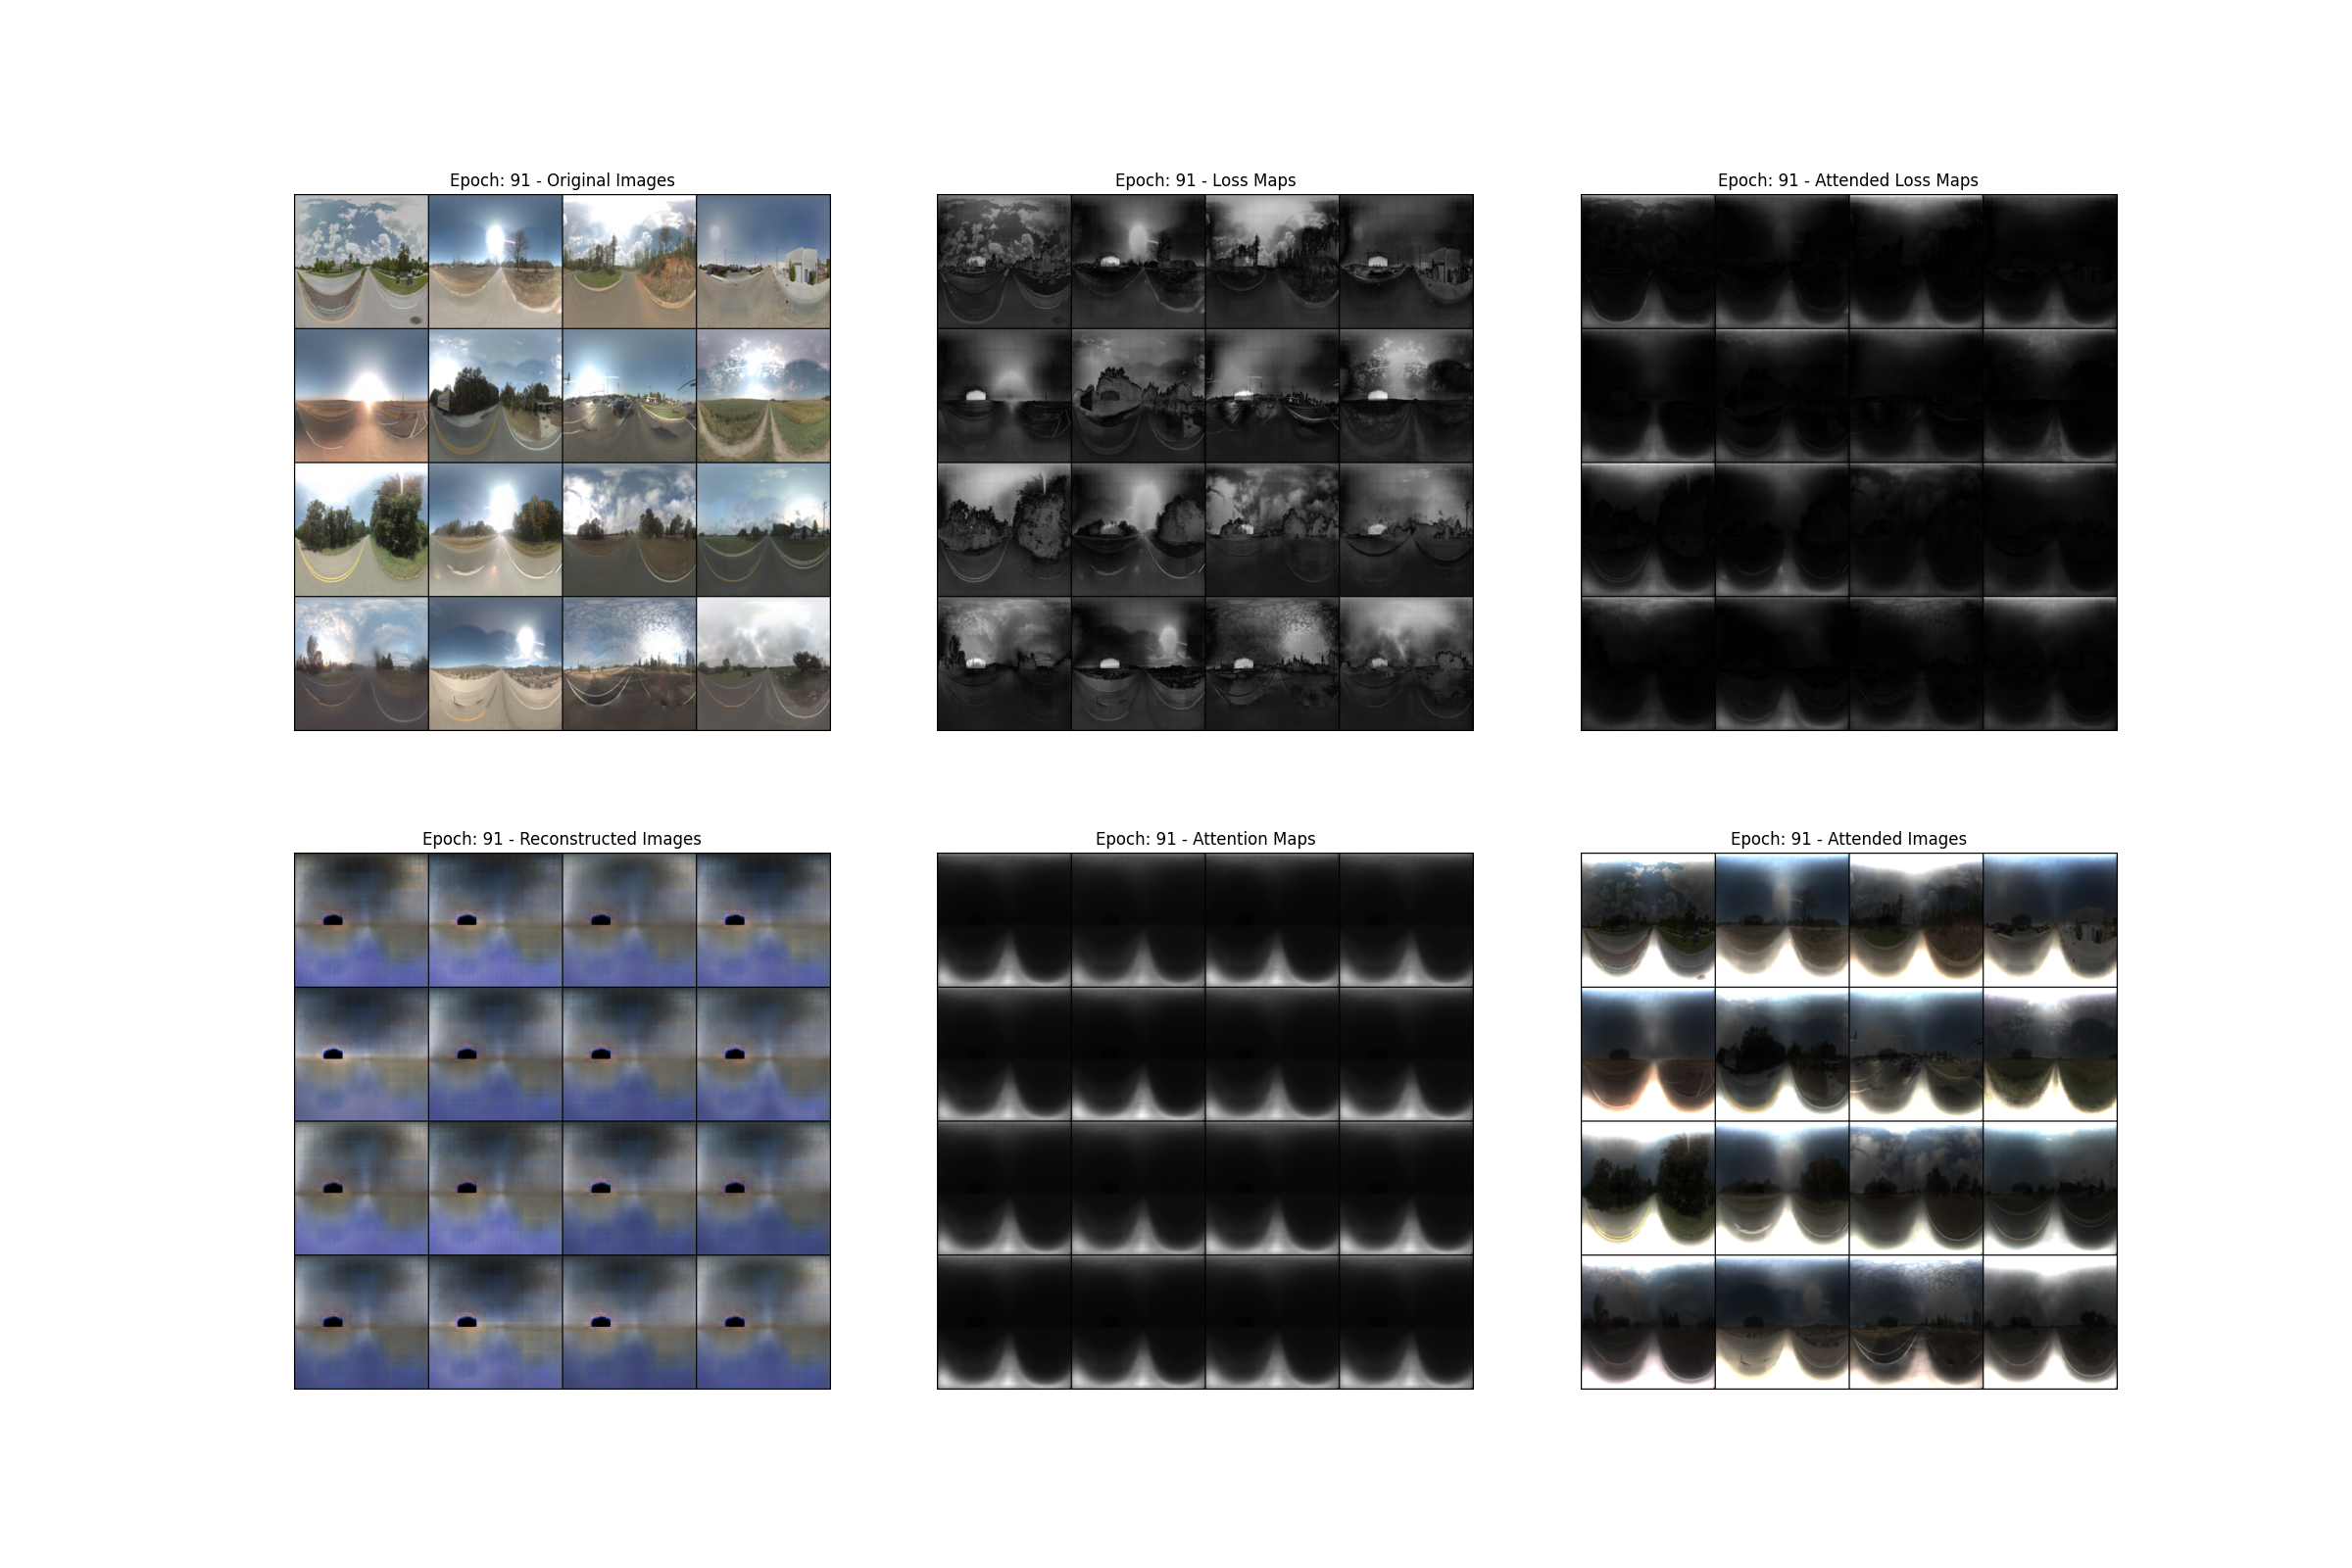 Epoch: 91 - Original Images
Epoch: 91 - Loss Maps
Epoch: 91 - Attended Loss Maps
Epoch: 91 - Reconstructed Images
Epoch: 91 - Attention Maps
Epoch: 91 - Attended Images